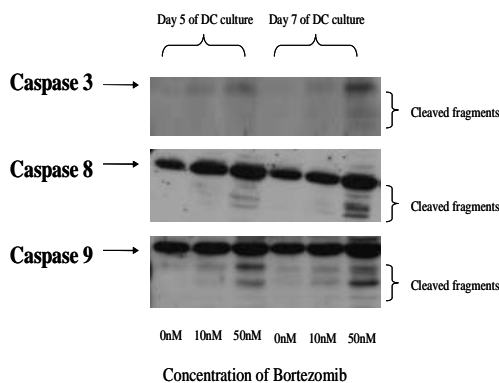 Day 5 of DC culture Day 7 of DC culture
Caspase 3
Cleaved fragments
Caspase 8
Cleaved fragments
Caspase 9
Cleaved fragments
0nM 10nM 50nM 0nM 10nM 50nM
Concentration of Bortezomib